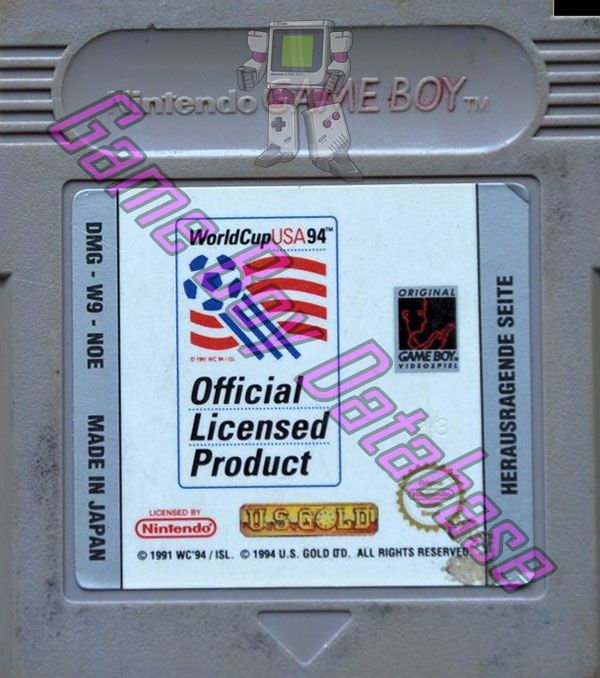 Nintendo GAME BOY TM
Game Boy Database
DMG - W9 - NOE MADE IN JAPAN
WorldCupUSA94™
© 1991 WC'94 / ISL.
Official
Licensed
Product
ORIGINAL
GAME BOY
VIDEOSPIEL
HERAUSRAGENDE SEITE
LICENSED BY
Nintendo
U.S. GOLD
© 1991 WC'94 / ISL. © 1994 U.S. GOLD LTD. ALL RIGHTS RESERVED.